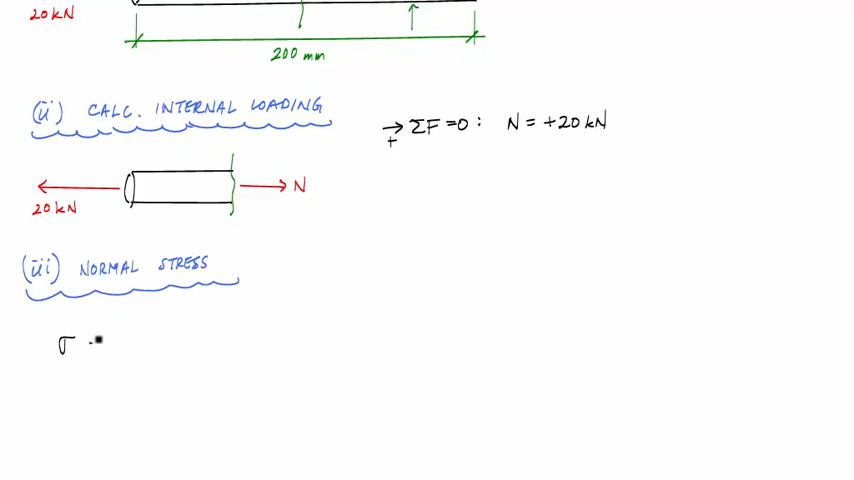 20 kN
200 mm
(ii) CALC. INTERNAL LOADING
→+ ΣF = 0 : N = +20 kN
N
20 kN
(iii) NORMAL STRESS
σ